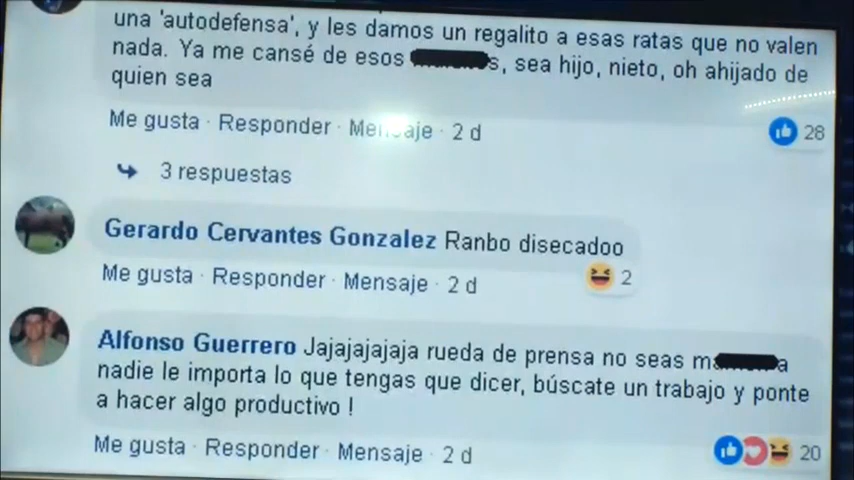 una 'autodefensa', y les damos un regalito a esas ratas que no valen
nada. Ya me cansé de esos s, sea hijo, nieto, oh ahijado de
quien sea
Me gusta · Responder · Mensaje · 2 d 28
3 respuestas
Gerardo Cervantes Gonzalez Ranbo disecadoo
Me gusta · Responder · Mensaje · 2 d 2
Alfonso Guerrero Jajajajajaja rueda de prensa no seas m a
nadie le importa lo que tengas que dicer, búscate un trabajo y ponte
a hacer algo productivo !
Me gusta · Responder · Mensaje · 2 d 20